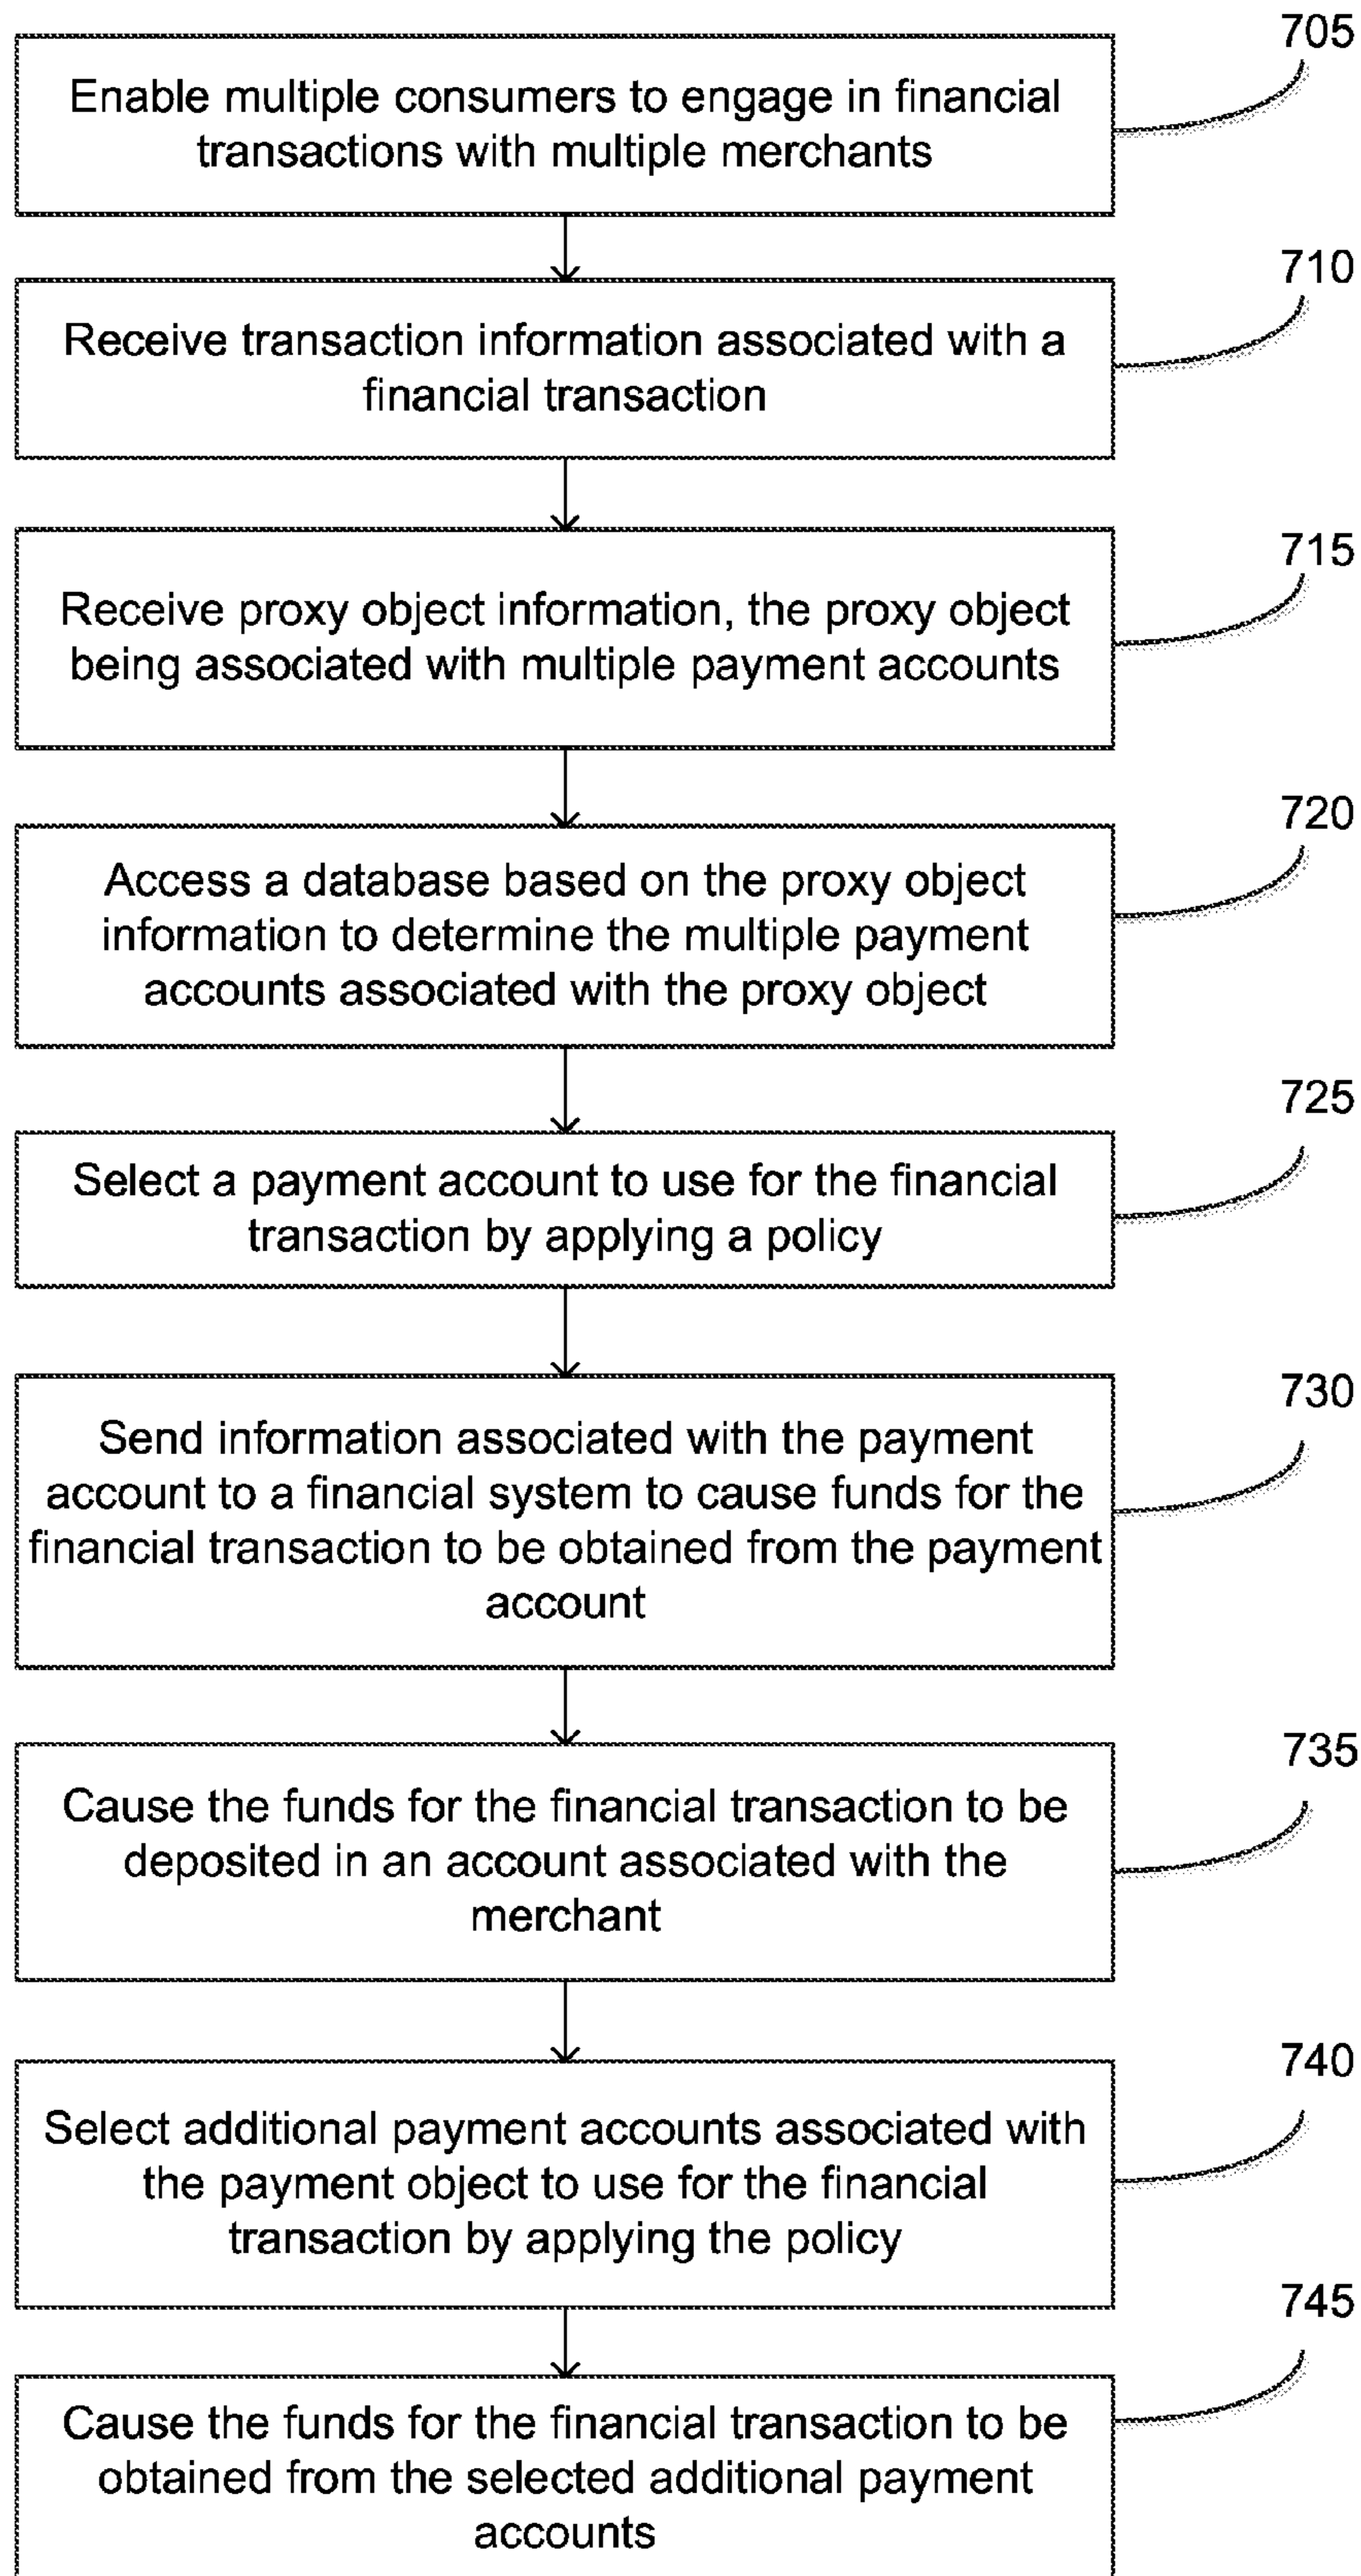 705
Enable multiple consumers to engage in financial
transactions with multiple merchants
710
Receive transaction information associated with a
financial transaction
715
Receive proxy object information, the proxy object
being associated with multiple payment accounts
720
Access a database based on the proxy object
information to determine the multiple payment
accounts associated with the proxy object
725
Select a payment account to use for the financial
transaction by applying a policy
730
Send information associated with the payment
account to a financial system to cause funds for the
financial transaction to be obtained from the payment
account
735
Cause the funds for the financial transaction to be
deposited in an account associated with the
merchant
740
Select additional payment accounts associated with
the payment object to use for the financial
transaction by applying the policy
745
Cause the funds for the financial transaction to be
obtained from the selected additional payment
accounts